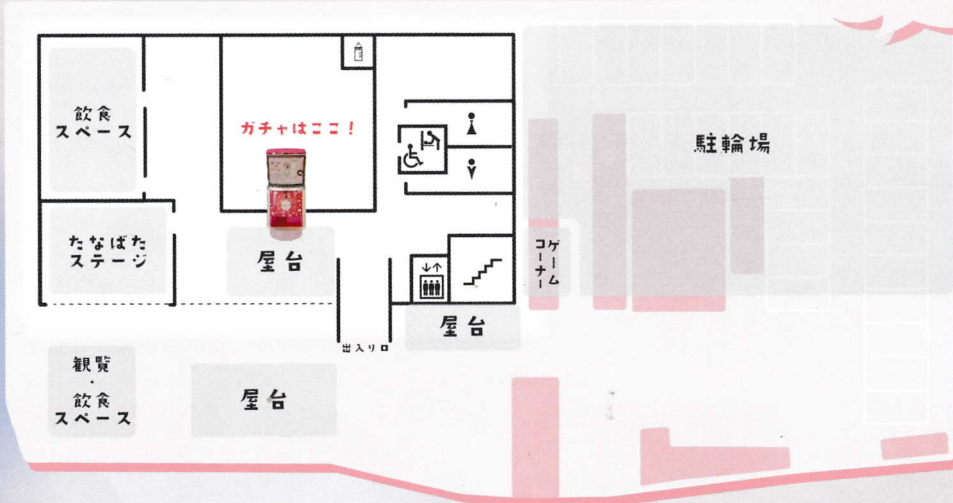 飲食
スペース
ガチャはここ!
駐輪場
たなばた
ステージ
屋台
ゲーム
コーナー
屋台
出入り口
観覧
・
飲食
スペース
屋台